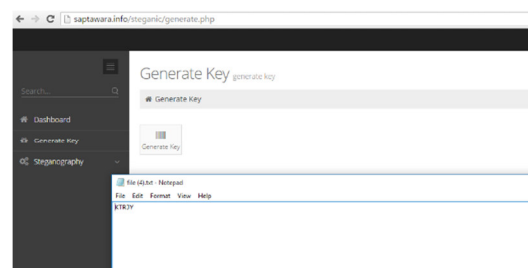 saptawara.info/steganic/generate.php
Generate Key generate key
Search...
Generate Key
Dashboard
Generate Key
Generate Key
Steganography
file (4).txt - Notepad
File Edit Format View Help
KTRJY